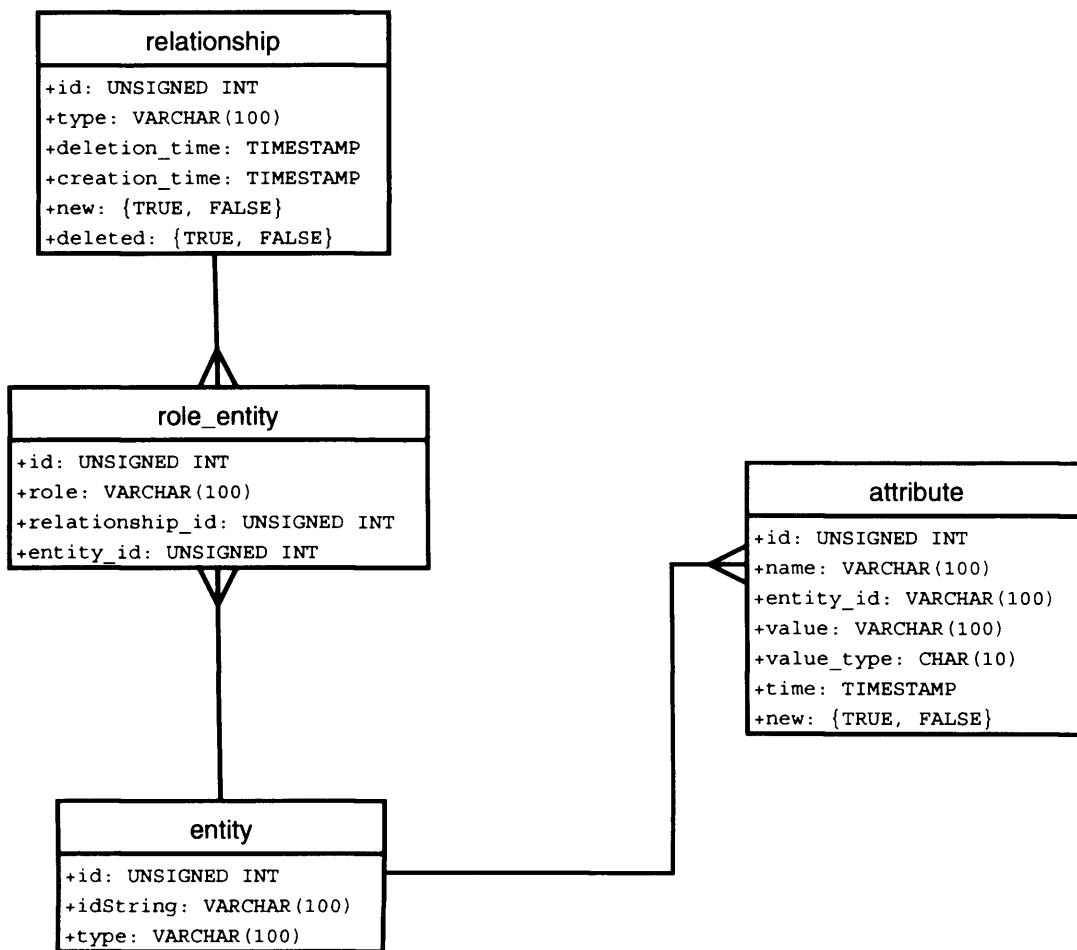 relationship
+id: UNSIGNED INT
+type: VARCHAR(100)
+deletion_time: TIMESTAMP
+creation_time: TIMESTAMP
+new: {TRUE, FALSE}
+deleted: {TRUE, FALSE}
role_entity
+id: UNSIGNED INT
+role: VARCHAR(100)
+relationship_id: UNSIGNED INT
+entity_id: UNSIGNED INT
attribute
+id: UNSIGNED INT
+name: VARCHAR(100)
+entity_id: VARCHAR(100)
+value: VARCHAR(100)
+value_type: CHAR(10)
+time: TIMESTAMP
+new: {TRUE, FALSE}
entity
+id: UNSIGNED INT
+idString: VARCHAR(100)
+type: VARCHAR(100)